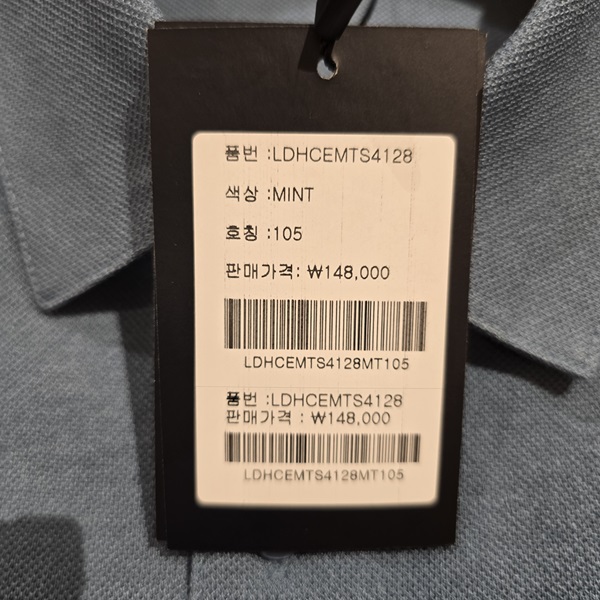 품번 :LDHCEMTS4128
색상 :MINT
호칭 :105
판매가격: ₩148,000
LDHCEMTS4128MT105
품번 :LDHCEMTS4128
판매가격 : ₩148,000
LDHCEMTS4128MT105